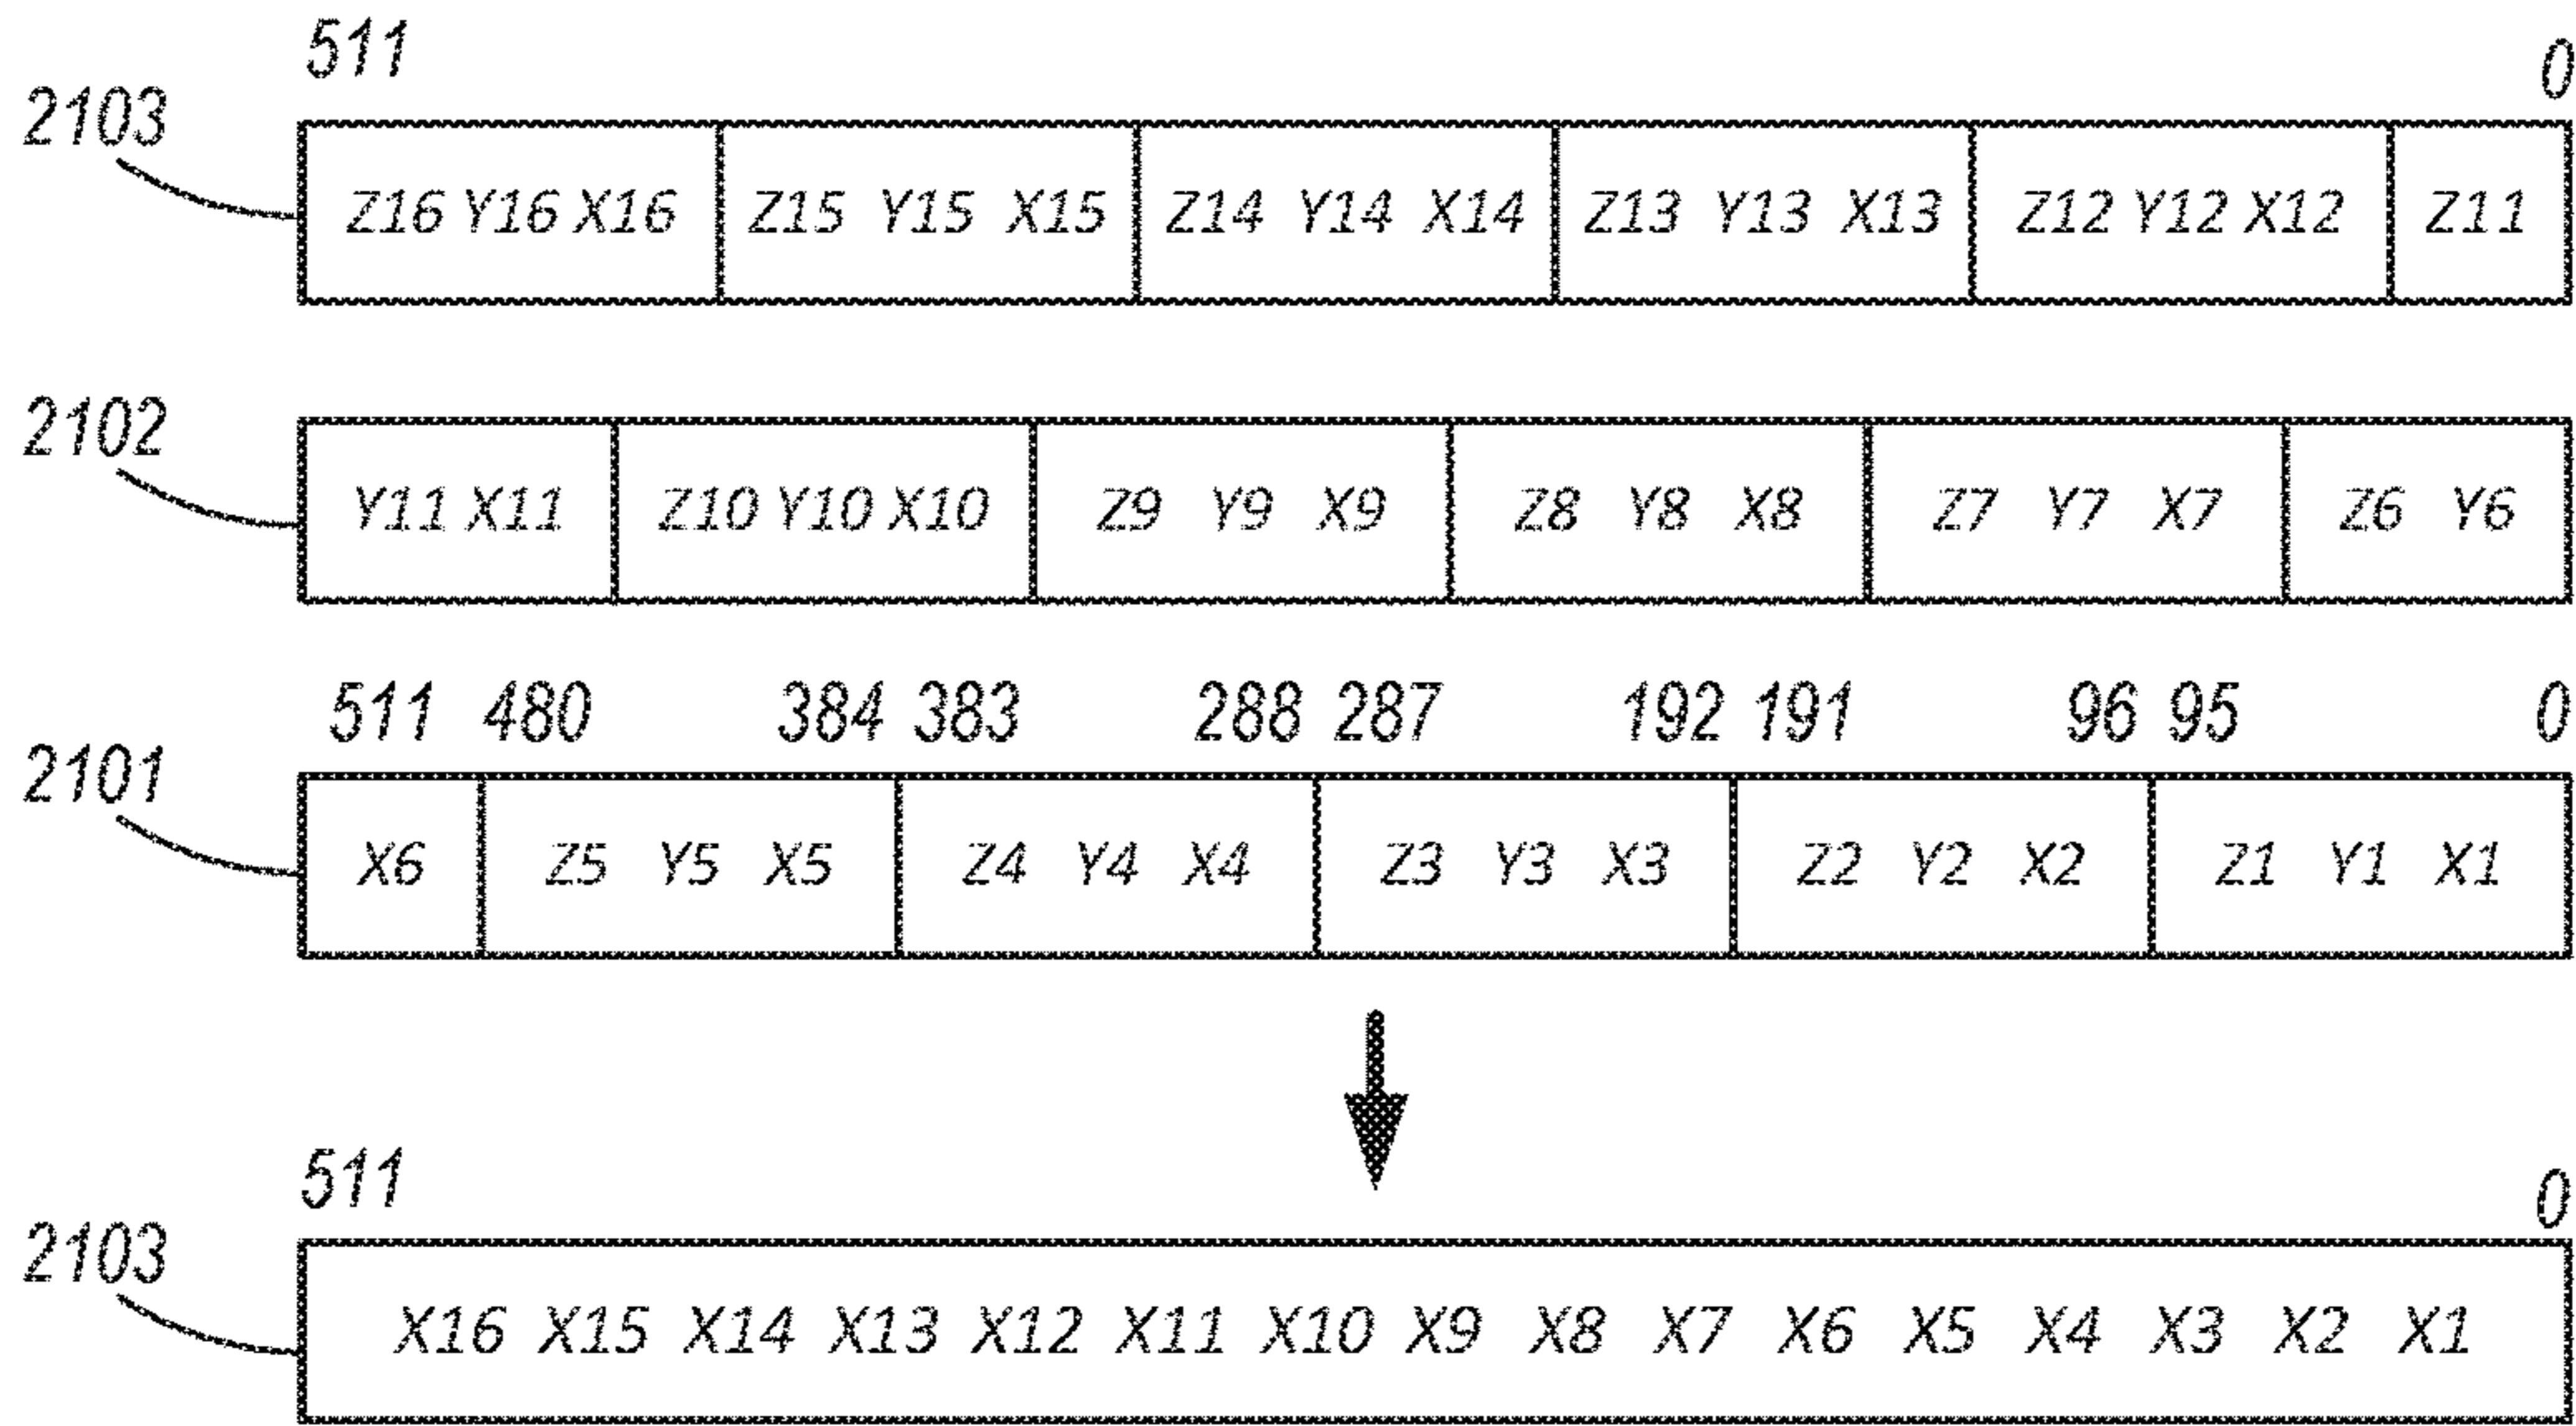 511 0
2103
Z16 Y16 X16 Z15 Y15 X15 Z14 Y14 X14 Z13 Y13 X13 Z12 Y12 X12 Z11
2102
Y11 X11 Z10 Y10 X10 Z9 Y9 X9 Z8 Y8 X8 Z7 Y7 X7 Z6 Y6
511 480 384 383 288 287 192 191 96 95 0
2101
X6 Z5 Y5 X5 Z4 Y4 X4 Z3 Y3 X3 Z2 Y2 X2 Z1 Y1 X1
511 0
2103
X16 X15 X14 X13 X12 X11 X10 X9 X8 X7 X6 X5 X4 X3 X2 X1